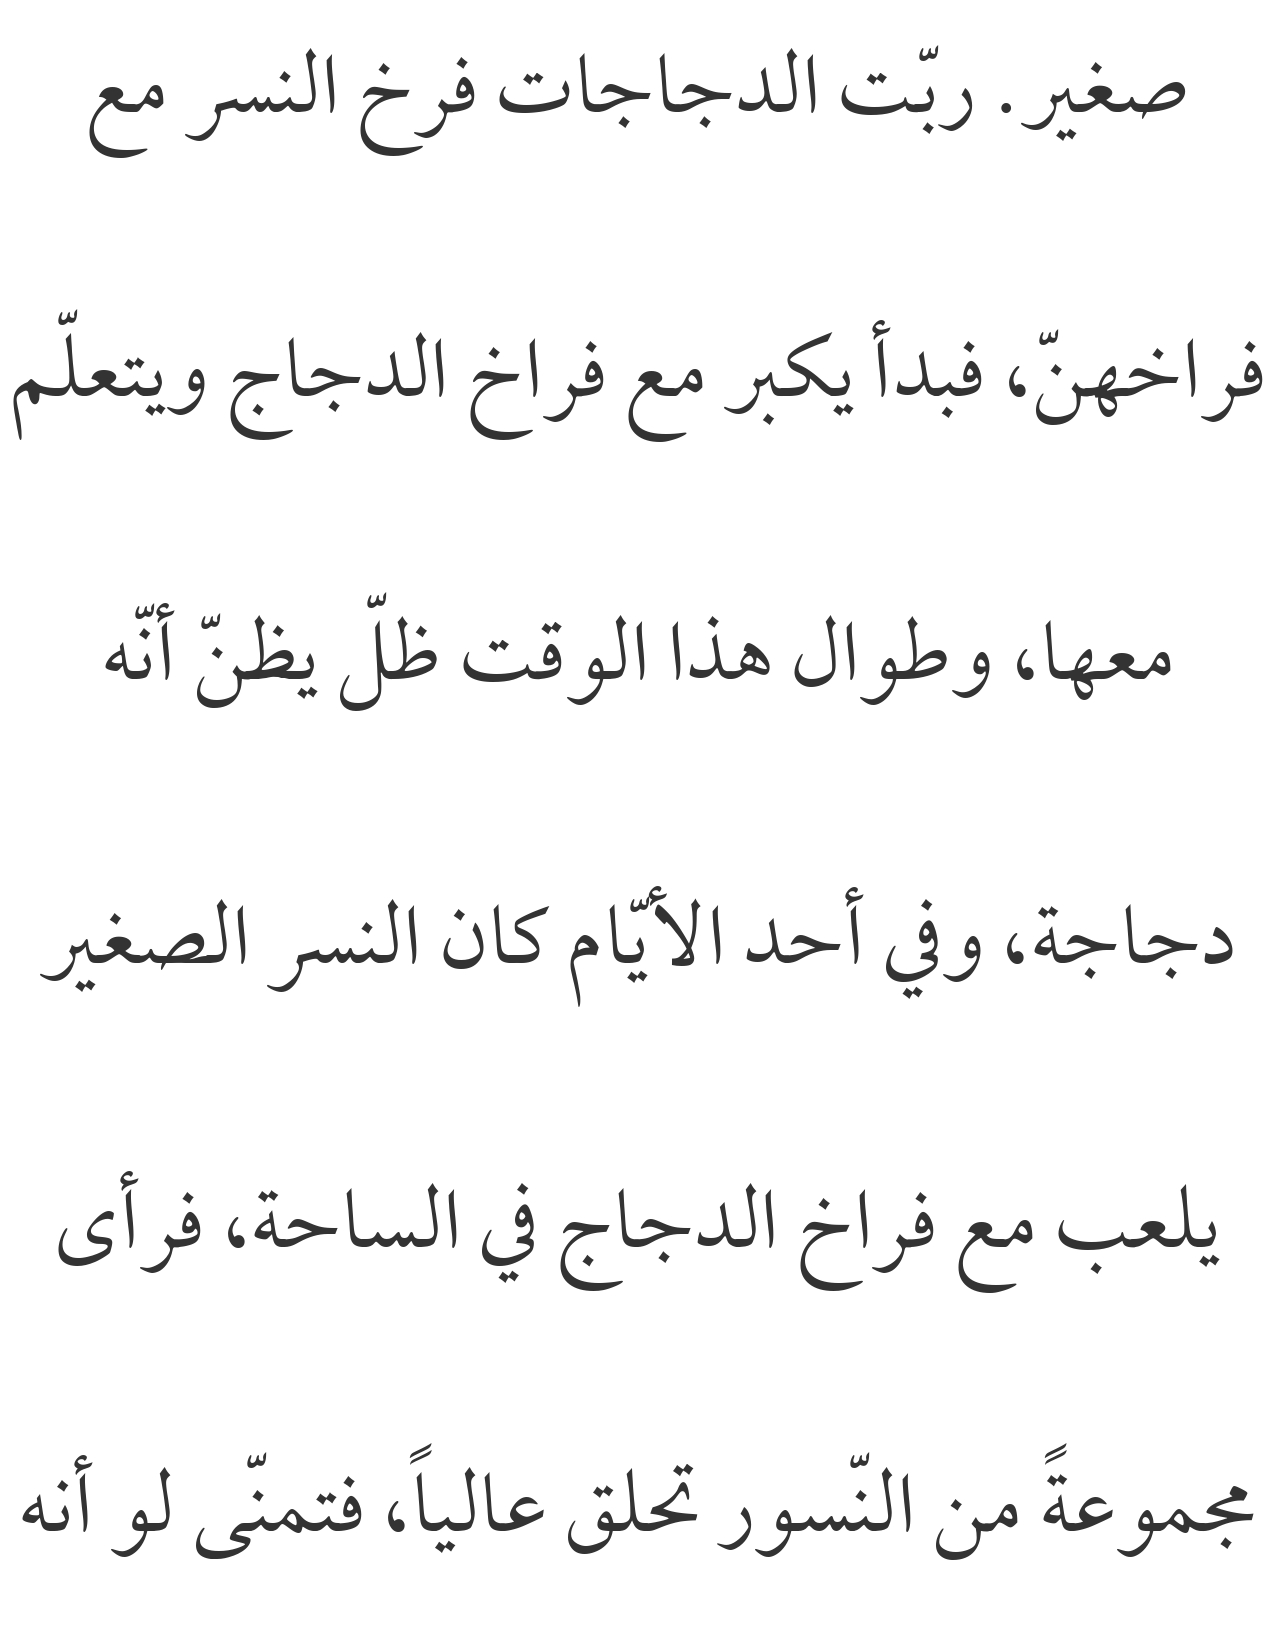 صغير. ربّت الدجاجات فرخ النسر مع
فراخهنّ، فبدأ يكبر مع فراخ الدجاج ويتعلّم
معها، وطوال هذا الوقت ظلّ يظنّ أنّه
دجاجة، وفي أحد الأيّام كان النسر الصغير
يلعب مع فراخ الدجاج في الساحة، فرأى
مجموعةً من النّسور تحلق عالياً، فتمنّى لو أنه